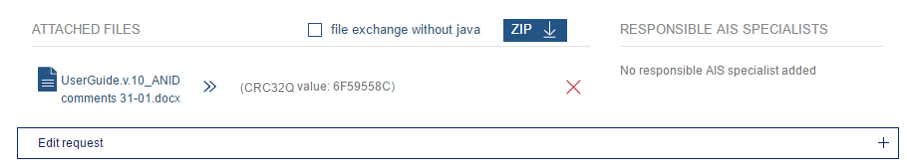 ATTACHED FILES
file exchange without java
ZIP
RESPONSIBLE AIS SPECIALISTS
UserGuide.v.10_ANID
comments 31-01.docx
(CRC32Q value: 6F59558C)
No responsible AIS specialist added
Edit request